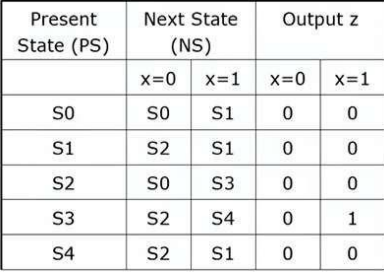 Present Next State Output z
State (PS) (NS)
x=0 x=1 x=0 x=1
S0 S0 S1 0 0
S1 S2 S1 0 0
S2 S0 S3 0 0
S3 S2 S4 0 1
S4 S2 S1 0 0